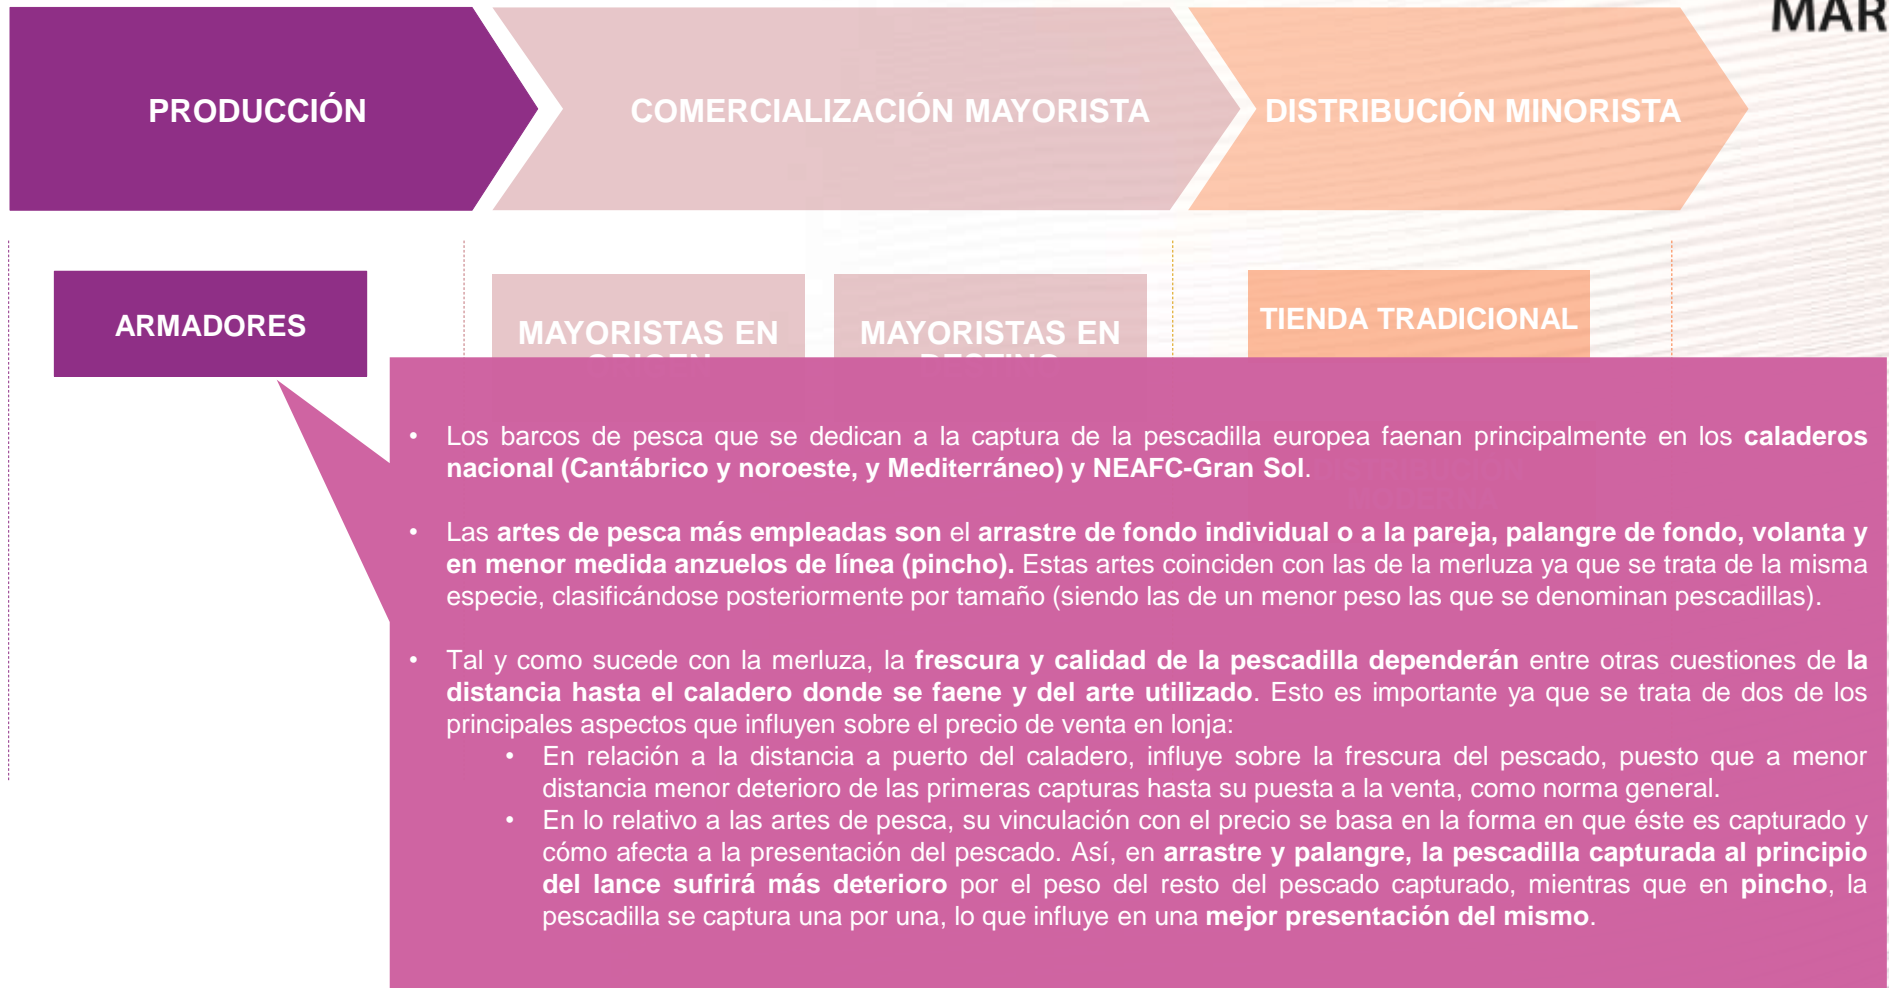 MAR
PRODUCCIÓN
COMERCIALIZACIÓN MAYORISTA
DISTRIBUCIÓN MINORISTA
ARMADORES
MAYORISTAS EN
ORIGEN
MAYORISTAS EN
DESTINO
TIENDA TRADICIONAL
DISTRIBUCIÓN
MODERNA
• Los barcos de pesca que se dedican a la captura de la pescadilla europea faenan principalmente en los caladeros
nacional (Cantábrico y noroeste, y Mediterráneo) y NEAFC-Gran Sol.
• Las artes de pesca más empleadas son el arrastre de fondo individual o a la pareja, palangre de fondo, volanta y
en menor medida anzuelos de línea (pincho). Estas artes coinciden con las de la merluza ya que se trata de la misma
especie, clasificándose posteriormente por tamaño (siendo las de un menor peso las que se denominan pescadillas).
• Tal y como sucede con la merluza, la frescura y calidad de la pescadilla dependerán entre otras cuestiones de la
distancia hasta el caladero donde se faene y del arte utilizado. Esto es importante ya que se trata de dos de los
principales aspectos que influyen sobre el precio de venta en lonja:
• En relación a la distancia a puerto del caladero, influye sobre la frescura del pescado, puesto que a menor
distancia menor deterioro de las primeras capturas hasta su puesta a la venta, como norma general.
• En lo relativo a las artes de pesca, su vinculación con el precio se basa en la forma en que éste es capturado y
cómo afecta a la presentación del pescado. Así, en arrastre y palangre, la pescadilla capturada al principio
del lance sufrirá más deterioro por el peso del resto del pescado capturado, mientras que en pincho, la
pescadilla se captura una por una, lo que influye en una mejor presentación del mismo.